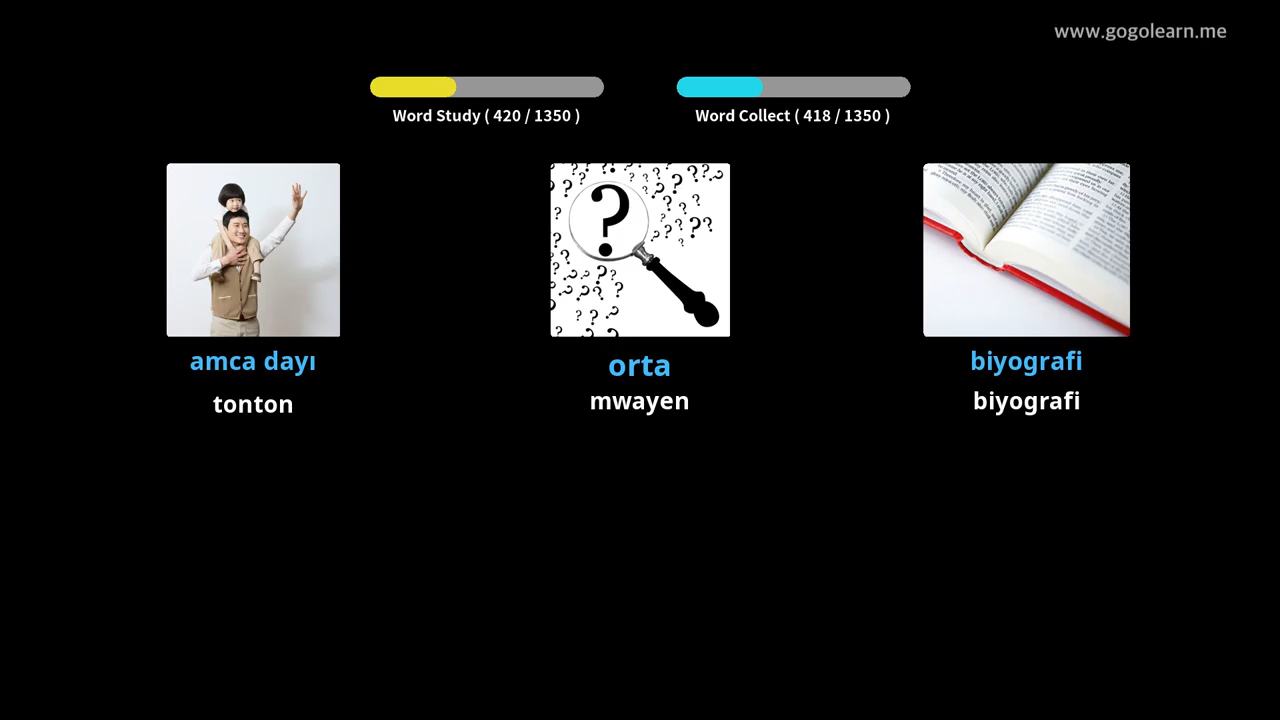 www.gogolearn.me
Word Study ( 420 / 1350 )
Word Collect ( 418 / 1350 )
amca dayı
orta
biyografi
tonton
mwayen
biyografi